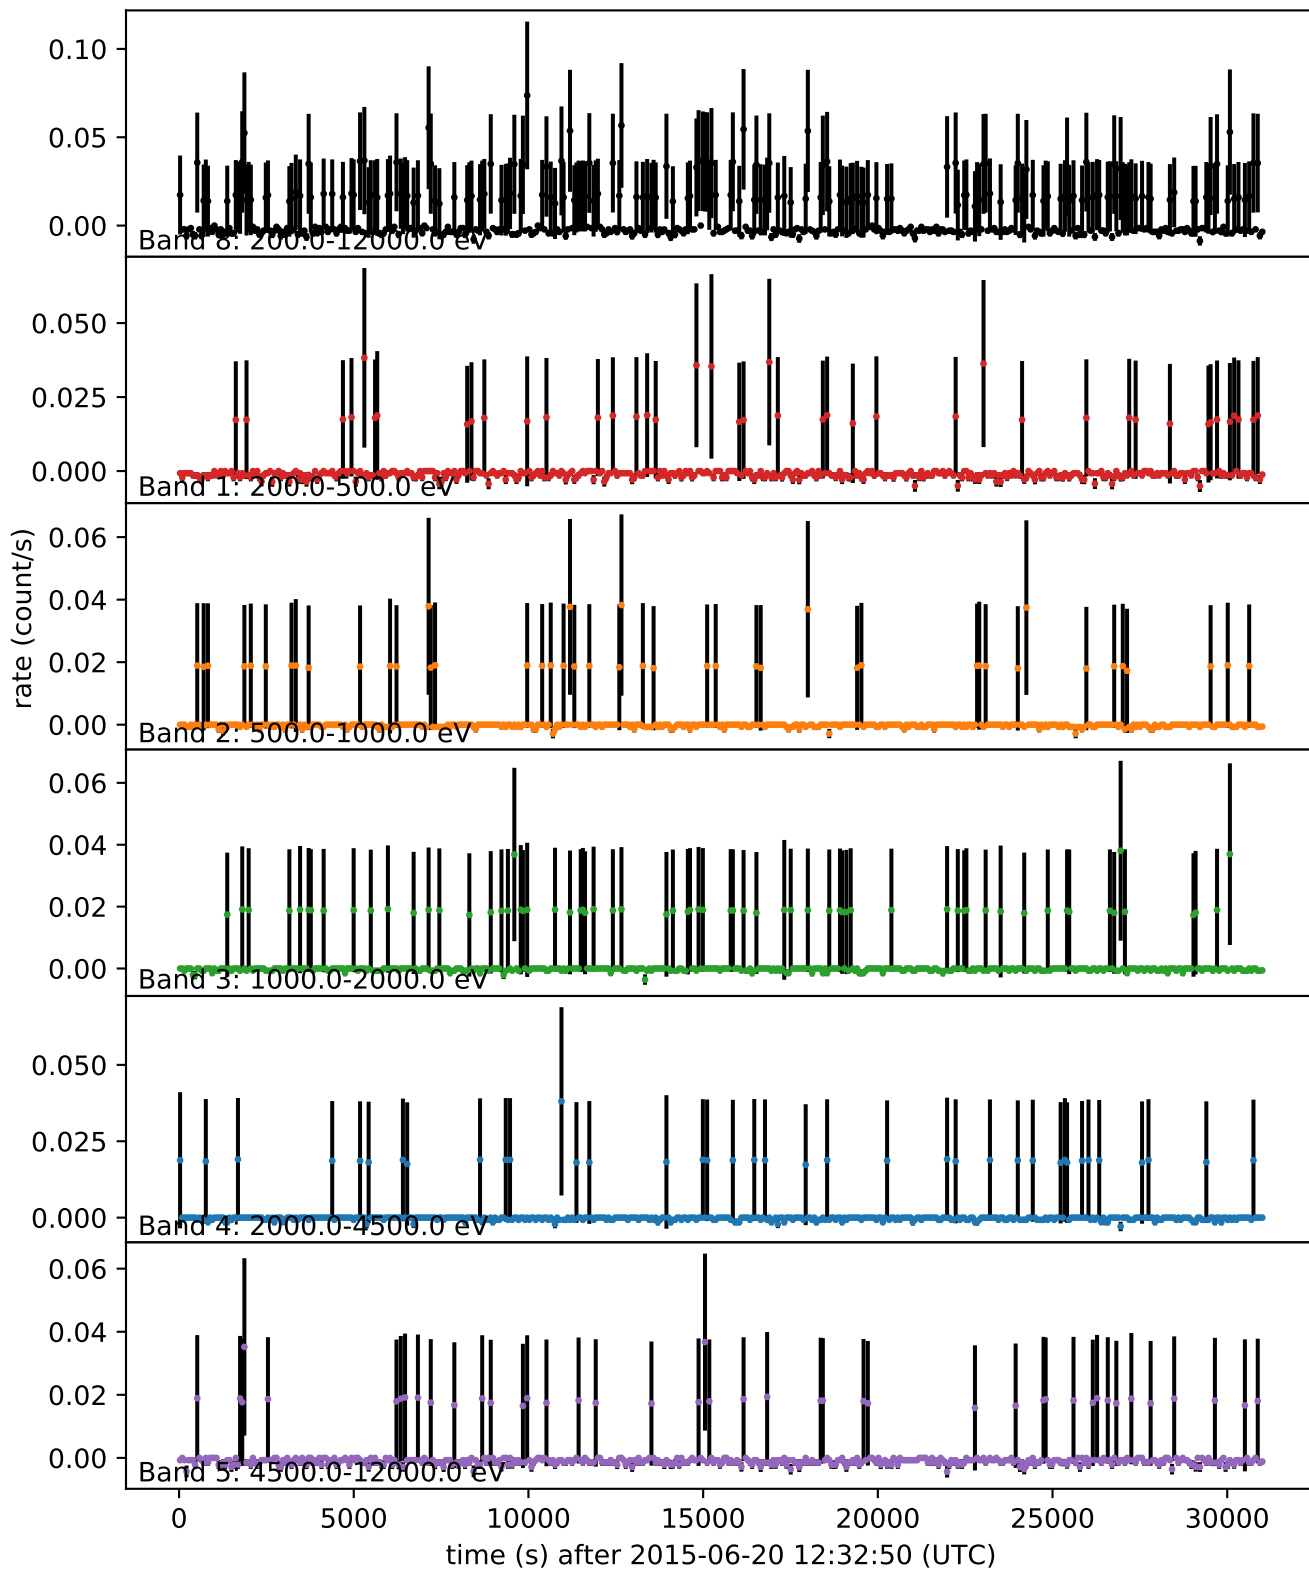 0.10
0.05
0.00
Band 8: 200.0-12000.0 eV
0.050
0.025
0.000
Band 1: 200.0-500.0 eV
rate (count/s)
0.06
0.04
0.02
0.00
Band 2: 500.0-1000.0 eV
0.06
0.04
0.02
0.00
Band 3: 1000.0-2000.0 eV
0.050
0.025
0.000
Band 4: 2000.0-4500.0 eV
0.06
0.04
0.02
0.00
Band 5: 4500.0-12000.0 eV
0 5000 10000 15000 20000 25000 30000
time (s) after 2015-06-20 12:32:50 (UTC)